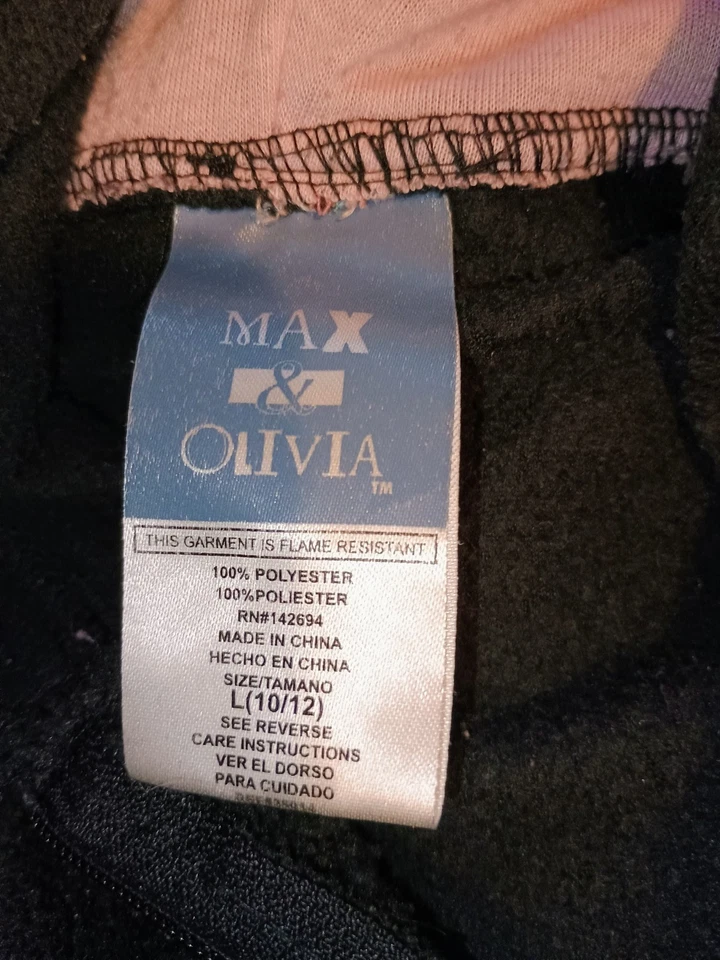 MAX
&
OLIVIA
TM
THIS GARMENT IS FLAME RESISTANT
100% POLYESTER
100%POLIESTER
RN#142694
MADE IN CHINA
HECHO EN CHINA
SIZE/TAMANO
L(10/12)
SEE REVERSE
CARE INSTRUCTIONS
VER EL DORSO
PARA CUIDADO